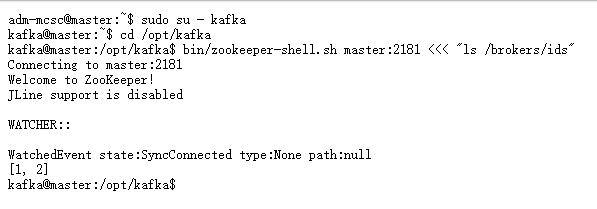 adm-mcsc@master:~$ sudo su - kafka
kafka@master:~$ cd /opt/kafka
kafka@master:/opt/kafka$ bin/zookeeper-shell.sh master:2181 <<< "ls /brokers/ids"
Connecting to master:2181
Welcome to ZooKeeper!
JLine support is disabled
WATCHER::
WatchedEvent state:SyncConnected type:None path:null
[1, 2]
kafka@master:/opt/kafka$